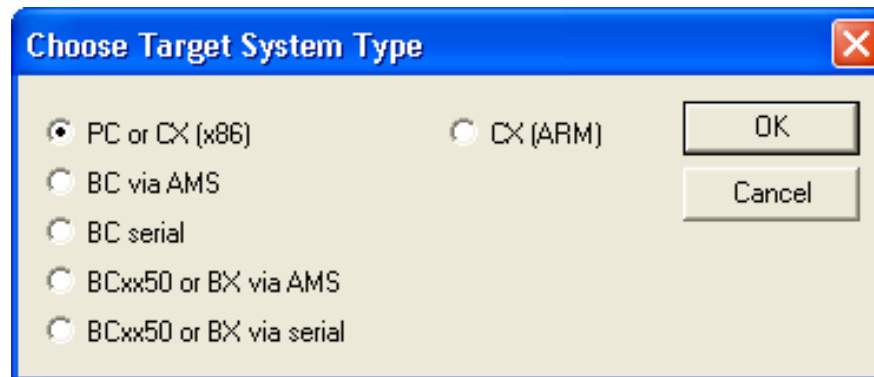 Choose Target System Type
PC or CX (x86)
CX (ARM)
OK
BC via AMS
Cancel
BC serial
BCxx50 or BX via AMS
BCxx50 or BX via serial